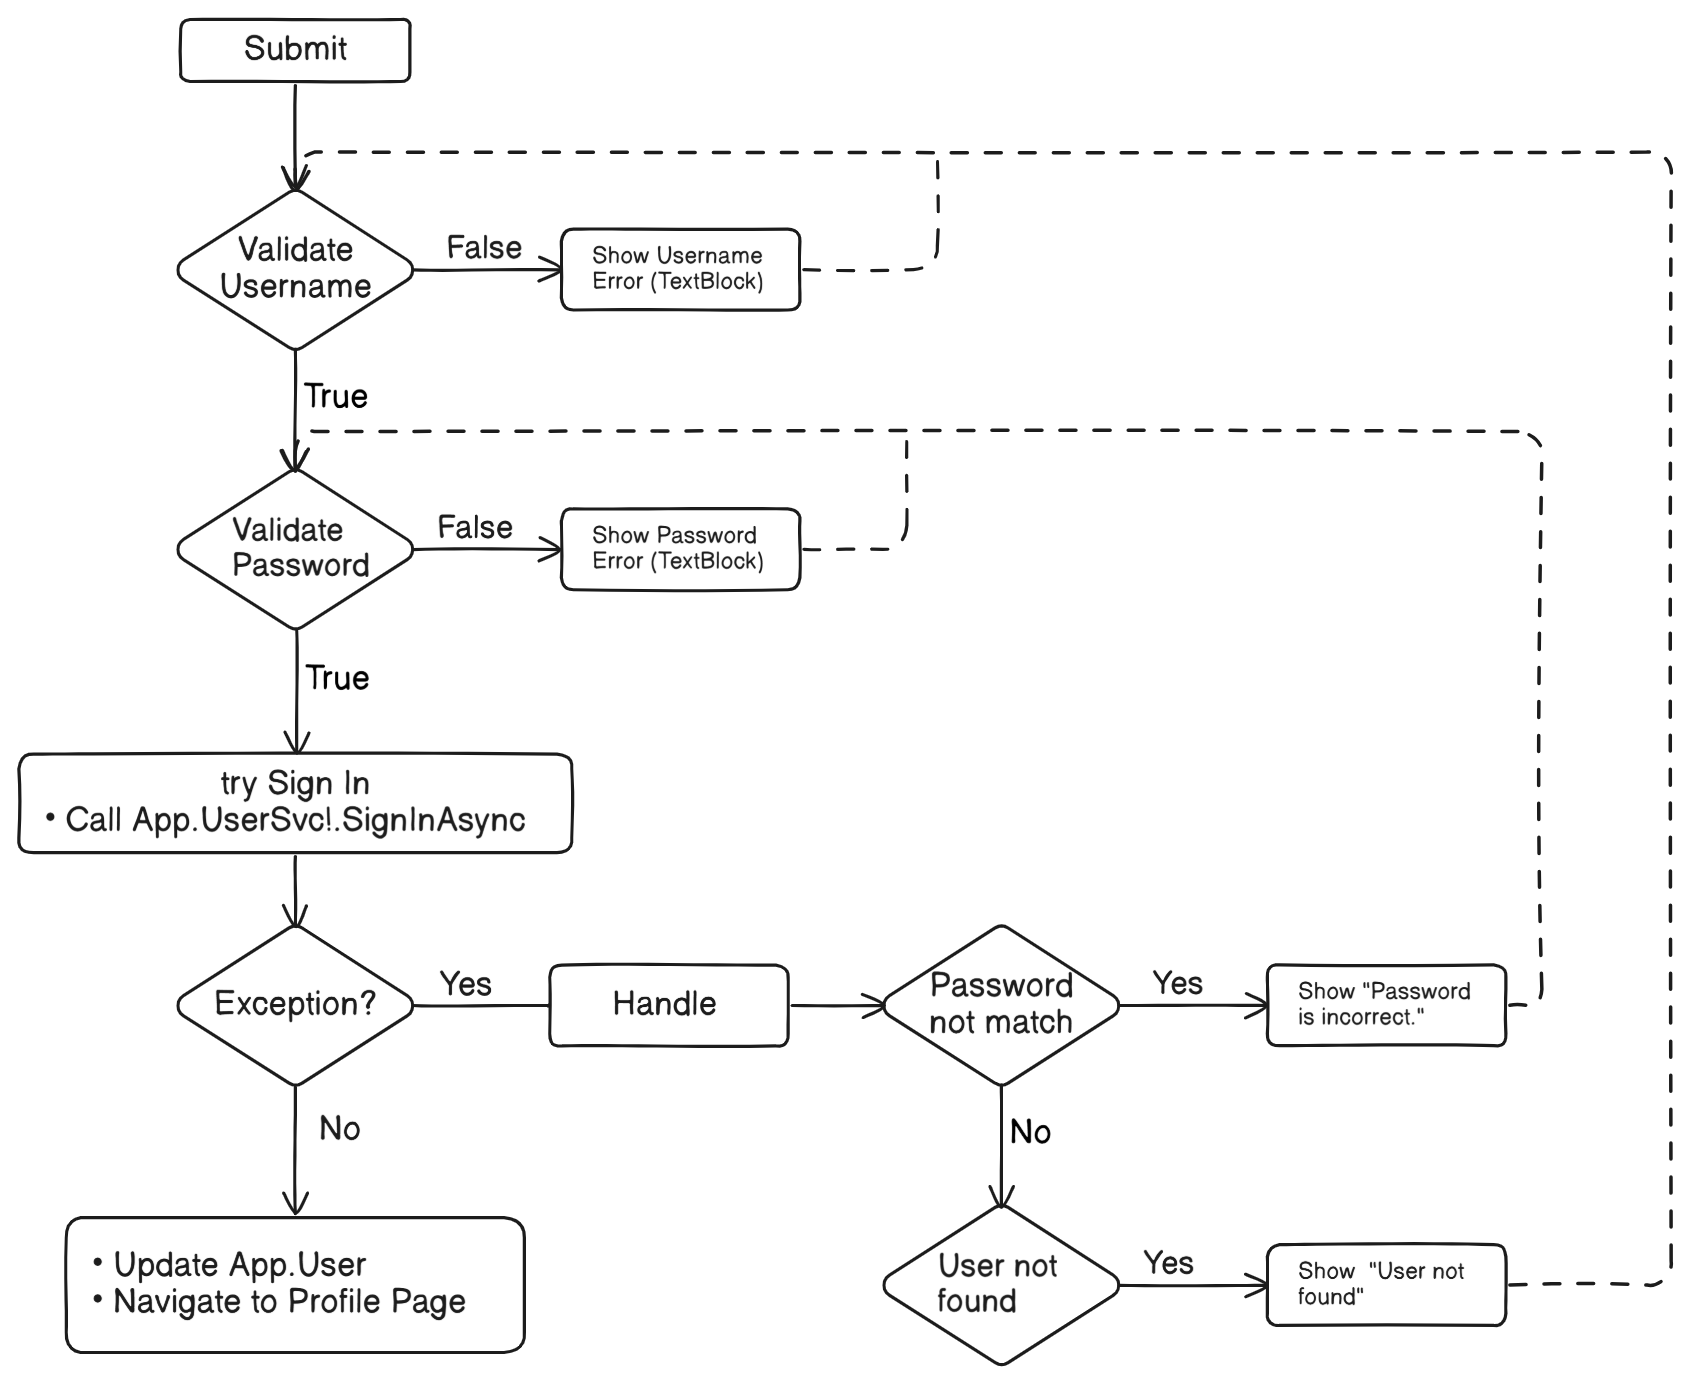 Submit
Validate
Username
False
Show Username
Error (TextBlock)
True
Validate
Password
False
Show Password
Error (TextBlock)
True
try Sign In
• Call App.UserSvc!.SignInAsync
Exception?
Yes
Handle
Password
not match
Yes
Show "Password
is incorrect."
No
No
• Update App.User
• Navigate to Profile Page
User not
found
Yes
Show "User not
found"